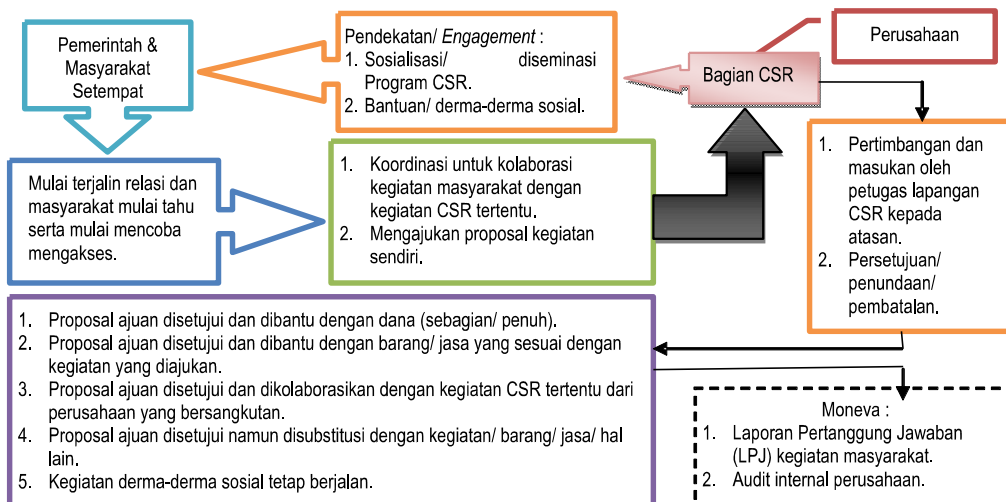 Pemerintah &
Masyarakat
Setempat
Pendekatan/ Engagement :
1. Sosialisasi/ diseminasi
Program CSR.
2. Bantuan/ derma-derma sosial.
Bagian CSR
Perusahaan
Mulai terjalin relasi dan
masyarakat mulai tahu
serta mulai mencoba
mengakses.
1. Koordinasi untuk kolaborasi
kegiatan masyarakat dengan
kegiatan CSR tertentu.
2. Mengajukan proposal kegiatan
sendiri.
1. Pertimbangan dan
masukan oleh
petugas lapangan
CSR kepada
atasan.
2. Persetujuan/
penundaan/
pembatalan.
1. Proposal ajuan disetujui dan dibantu dengan dana (sebagian/ penuh).
2. Proposal ajuan disetujui dan dibantu dengan barang/ jasa yang sesuai dengan
kegiatan yang diajukan.
3. Proposal ajuan disetujui dan dikolaborasikan dengan kegiatan CSR tertentu dari
perusahaan yang bersangkutan.
4. Proposal ajuan disetujui namun disubstitusi dengan kegiatan/ barang/ jasa/ hal
lain.
5. Kegiatan derma-derma sosial tetap berjalan.
Moneva :
1. Laporan Pertanggung Jawaban
(LPJ) kegiatan masyarakat.
2. Audit internal perusahaan.